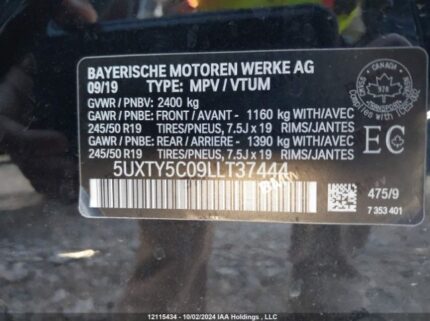 BAYERISCHE MOTOREN WERKE AG
09/19 TYPE: MPV / VTUM
GVWR / PNBV: 2400 kg
GAWR / PNBE: FRONT / AVANT - 1160 kg WITH/AVEC
245/50 R19 TIRES/PNEUS, 7.5J x 19 RIMS/JANTES
GAWR / PNBE: REAR / ARRIERE - 1390 kg WITH/AVEC
245/50 R19 TIRES/PNEUS, 7.5J x 19 RIMS/JANTES
CANADA
EC
5UXTY5C09LLT37444
475/9
7 353 401
12115434 - 10/02/2024 IAA Holdings, LLC Copyright